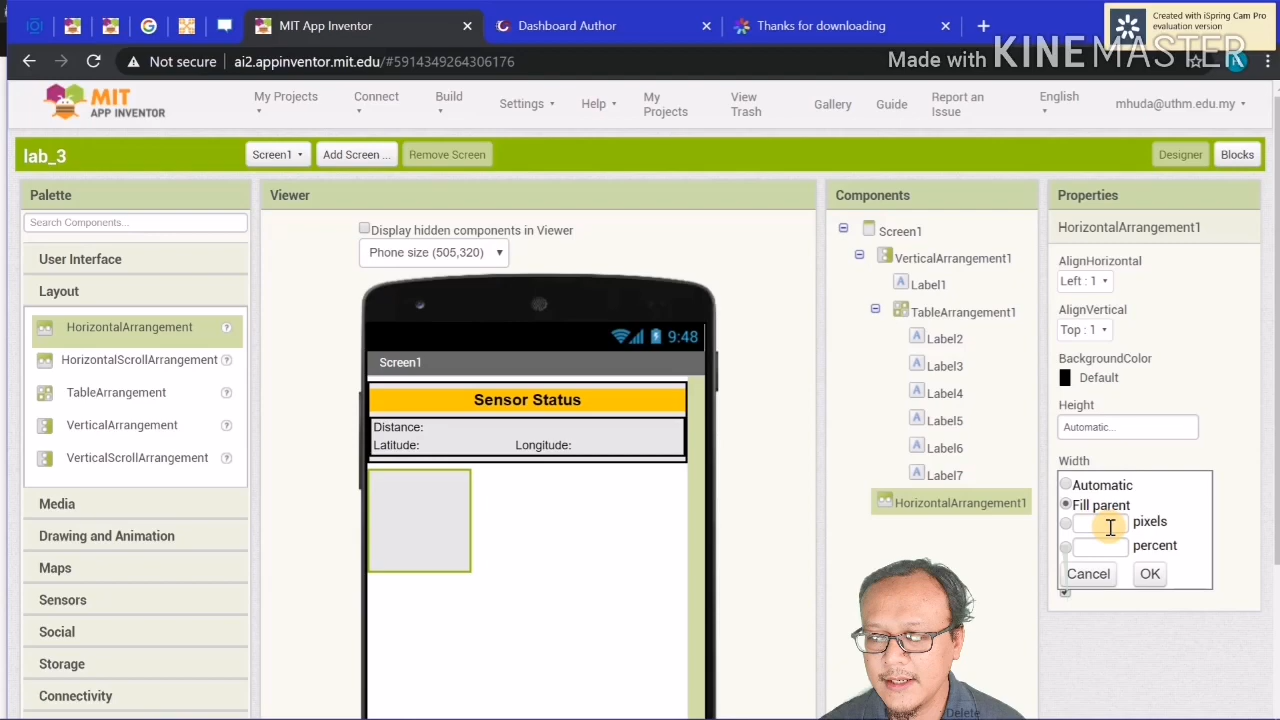 MIT App Inventor
Dashboard Author
Thanks for downloading
Created with iSpring Cam Pro
evaluation version
Made with KINEMASTER
Not secure
ai2.appinventor.mit.edu/#5914349264306176
MIT
APP INVENTOR
My Projects
Connect
Build
Settings
Help
My
Projects
View
Trash
Gallery
Guide
Report an
Issue
English
mhuda@uthm.edu.my
lab_3
Screen1
Add Screen ...
Remove Screen
Designer
Blocks
Palette
Search Components...
User Interface
Layout
HorizontalArrangement
HorizontalScrollArrangement
TableArrangement
VerticalArrangement
VerticalScrollArrangement
Media
Drawing and Animation
Maps
Sensors
Social
Storage
Connectivity
Viewer
Display hidden components in Viewer
Phone size (505,320)
9:48
Screen1
Sensor Status
Distance:
Latitude: Longitude:
Components
Screen1
VerticalArrangement1
Label1
TableArrangement1
Label2
Label3
Label4
Label5
Label6
Label7
HorizontalArrangement1
Delete
Properties
HorizontalArrangement1
AlignHorizontal
Left : 1
AlignVertical
Top : 1
BackgroundColor
Default
Height
Automatic...
Width
Automatic
Fill parent
pixels
percent
Cancel OK